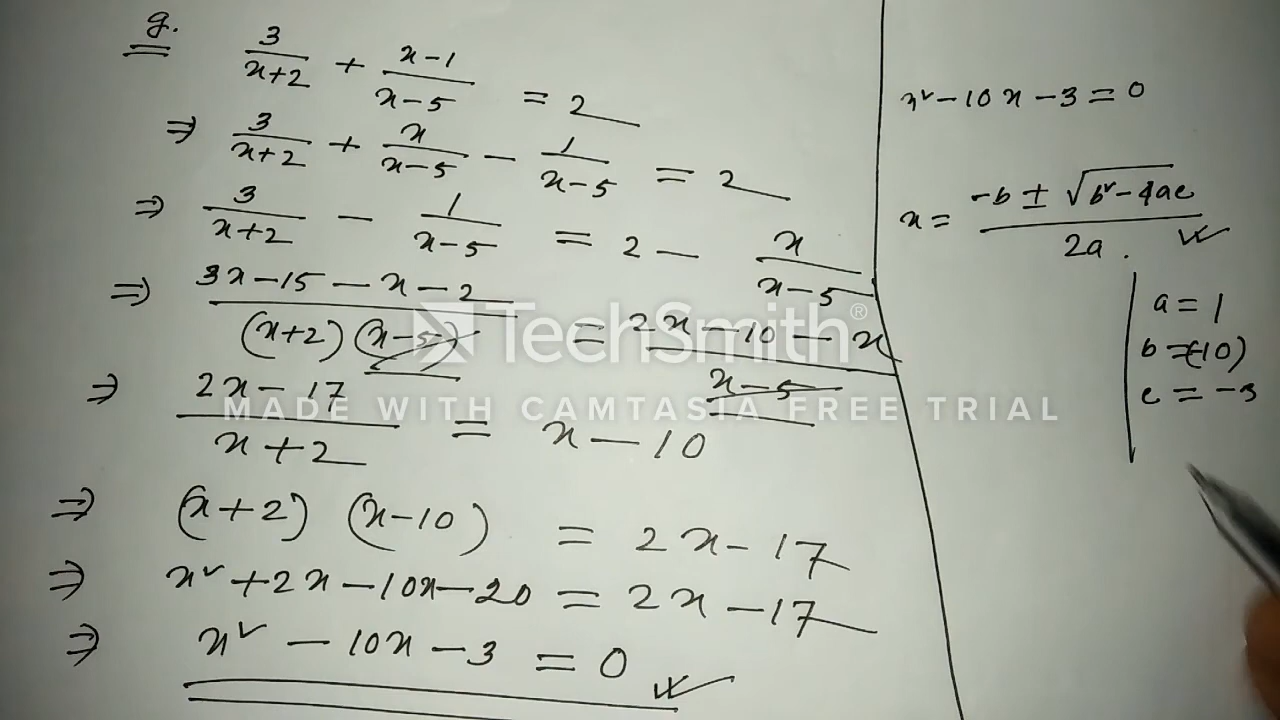 g. 3/(x+2) + (x-1)/(x-5) = 2
⇒ 3/(x+2) + x/(x-5) - 1/(x-5) = 2
⇒ 3/(x+2) - 1/(x-5) = 2 - x/(x-5)
⇒ (3x-15-x-2)/((x+2)(x-5)) = (2x-10-x)/(x-5)
⇒ (2x-17)/(x+2) = x-10
⇒ (x+2) (x-10) = 2x-17
⇒ x²+2x-10x-20 = 2x-17
⇒ x² - 10x - 3 = 0
x²-10x-3=0
x = (-b ± √(b²-4ac))/2a.
a = 1
b = (-10)
c = -3
TechSmith®
MADE WITH CAMTASIA FREE TRIAL